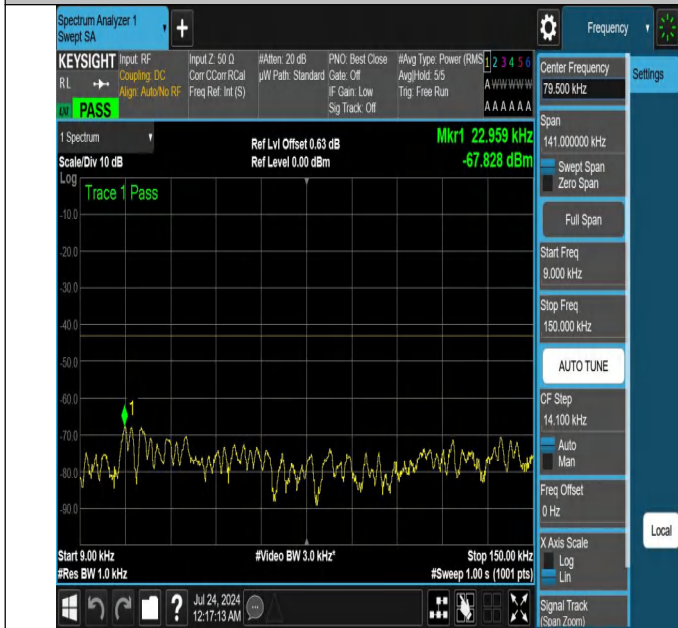 Spectrum Analyzer 1
Swept SA
+
Frequency
KEYSIGHT
RL
PASS
Input: RF
Coupling: DC
Align: Auto/No RF
Input Z: 50 Ω
Corr CCorr RCal
Freq Ref: Int (S)
#Atten: 20 dB
µW Path: Standard
PNO: Best Close
Gate: Off
IF Gain: Low
Sig Track: Off
#Avg Type: Power (RMS
Avg|Hold: 5/5
Trig: Free Run
1 2 3 4 5 6
A W W W W W
A A A A A A
1 Spectrum
Scale/Div 10 dB
Log
Ref Lvl Offset 0.63 dB
Ref Level 0.00 dBm
Mkr1 22.959 kHz
-67.828 dBm
Trace 1 Pass
-10.0
-20.0
-30.0
-40.0
-50.0
-60.0
-70.0
-80.0
-90.0
1
Start 9.00 kHz
#Res BW 1.0 kHz
#Video BW 3.0 kHz*
Stop 150.00 kHz
#Sweep 1.00 s (1001 pts)
?
Jul 24, 2024
12:17:13 AM
Center Frequency
79.500 kHz
Span
141.000000 kHz
Swept Span
Zero Span
Full Span
Start Freq
9.000 kHz
Stop Freq
150.000 kHz
AUTO TUNE
CF Step
14.100 kHz
Auto
Man
Freq Offset
0 Hz
X Axis Scale
Log
Lin
Signal Track
(Span Zoom)
Settings
Local